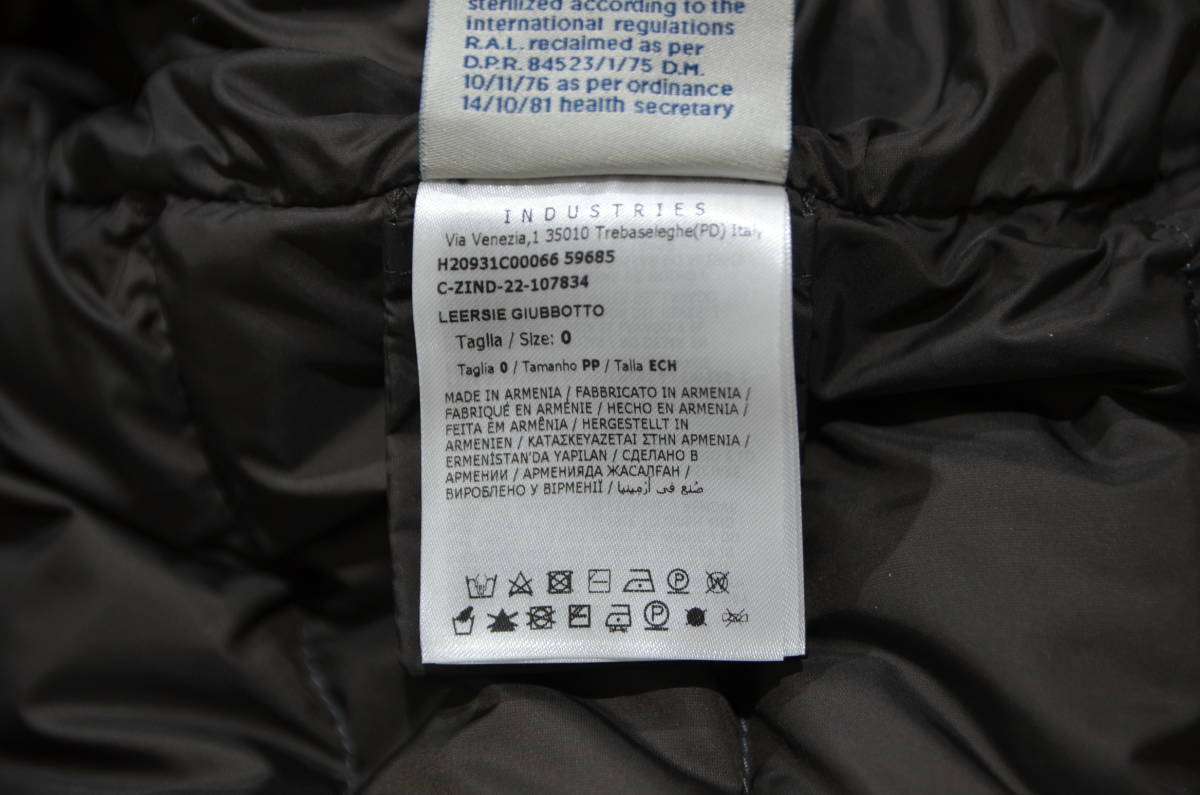 sterilized according to the
international regulations
R.A.L. reclaimed as per
D.P.R. 84523/1/75 D.M.
10/11/76 as per ordinance
14/10/81 health secretary
INDUSTRIES
Via Venezia,1 35010 Trebaseleghe(PD) Italy
H20931C00066 59685
C-ZIND-22-107834
LEERSIE GIUBBOTTO
Taglia / Size: 0
Taglia 0 / Tamanho PP / Talla ECH
MADE IN ARMENIA / FABBRICATO IN ARMENIA /
FABRIQUÉ EN ARMÉNIE / HECHO EN ARMENIA /
FEITA EM ARMÊNIA / HERGESTELLT IN
ARMENIEN / ΚΑΤΑΣΚΕΥΑΖΕΤΑΙ ΣΤΗΝ ΑΡΜΕΝΙΑ /
ERMENİSTAN'DA YAPILAN / СДЕЛАНО В
АРМЕНИИ / АРМЕНИЯДА ЖАСАЛҒАН /
ВИРОБЛЕНО У ВІРМЕНІЇ / صُنع في أرمينيا